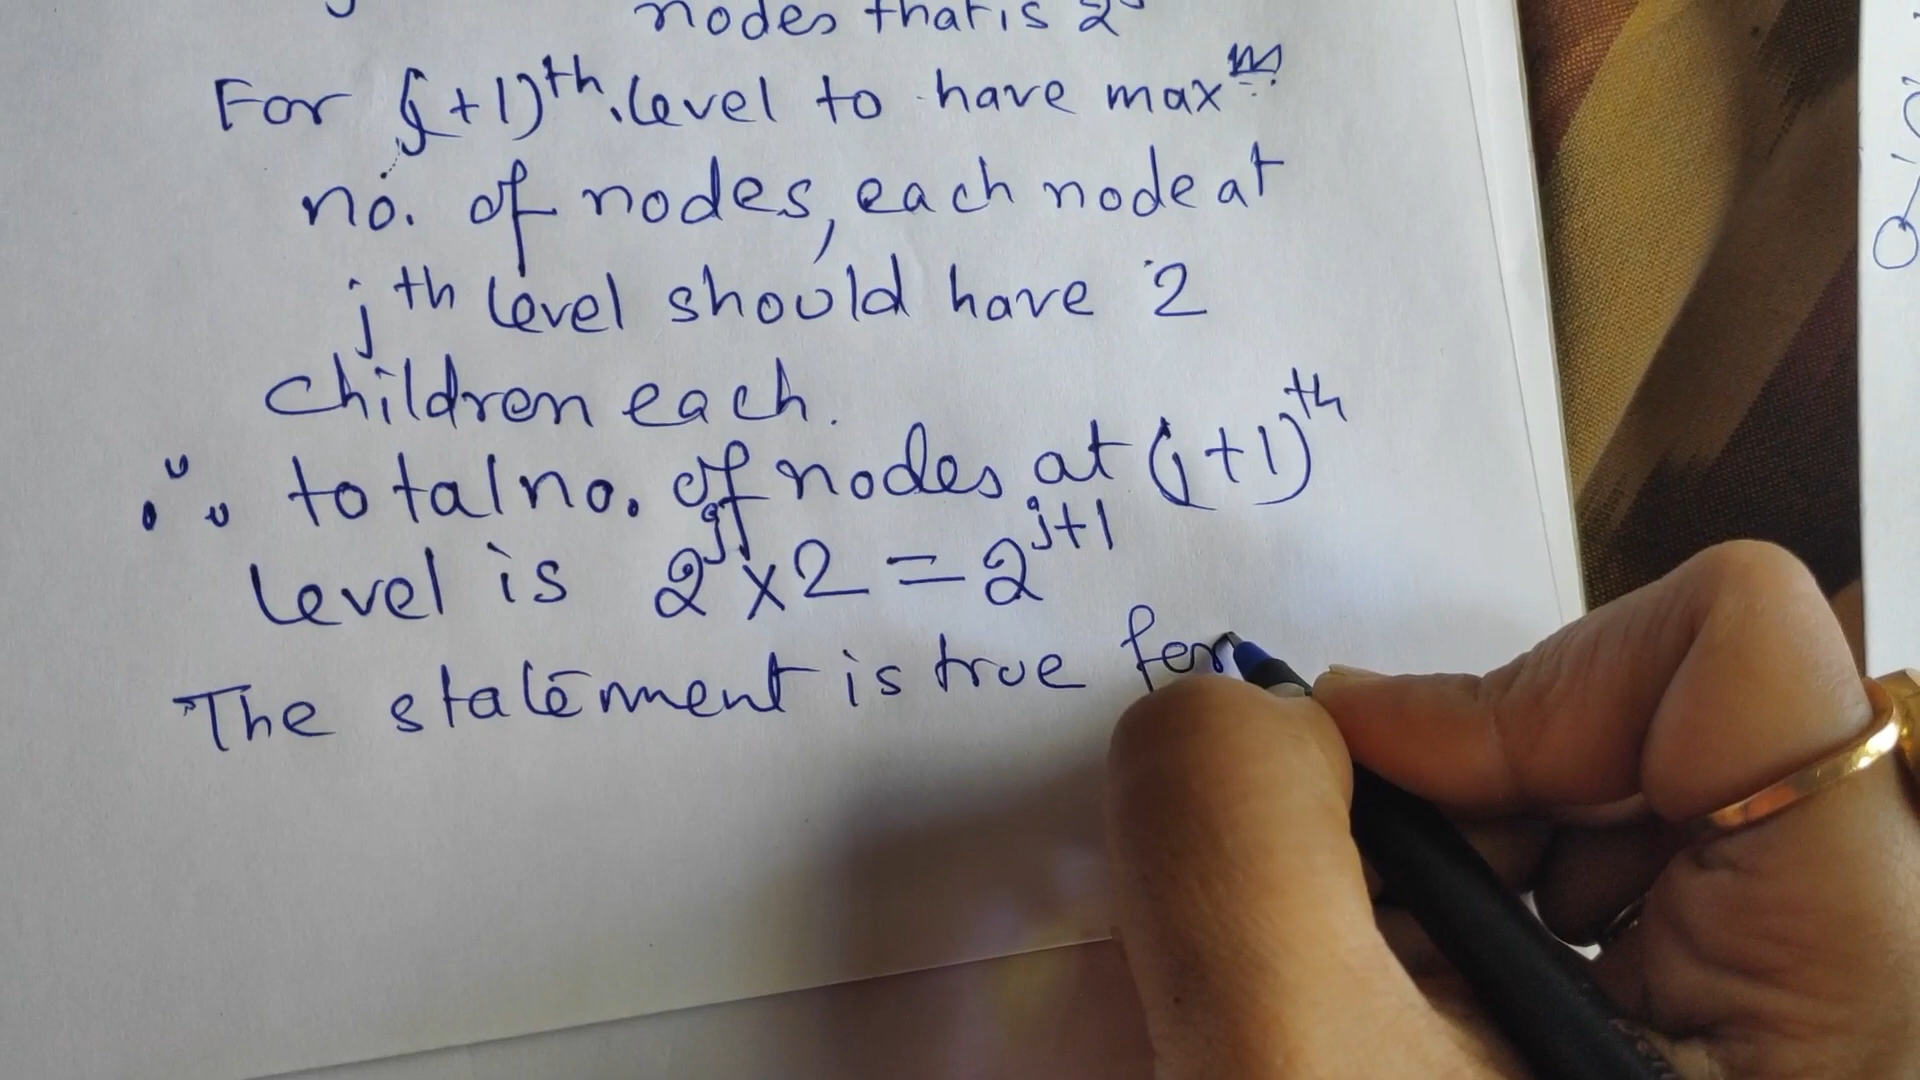 nodes that is 2
For (j+1)th level to have maxm
no. of nodes, each node at
jth level should have 2
children each.
∴ total no. of nodes at (j+1)th
level is 2^j × 2 = 2^j+1
The statement is true for